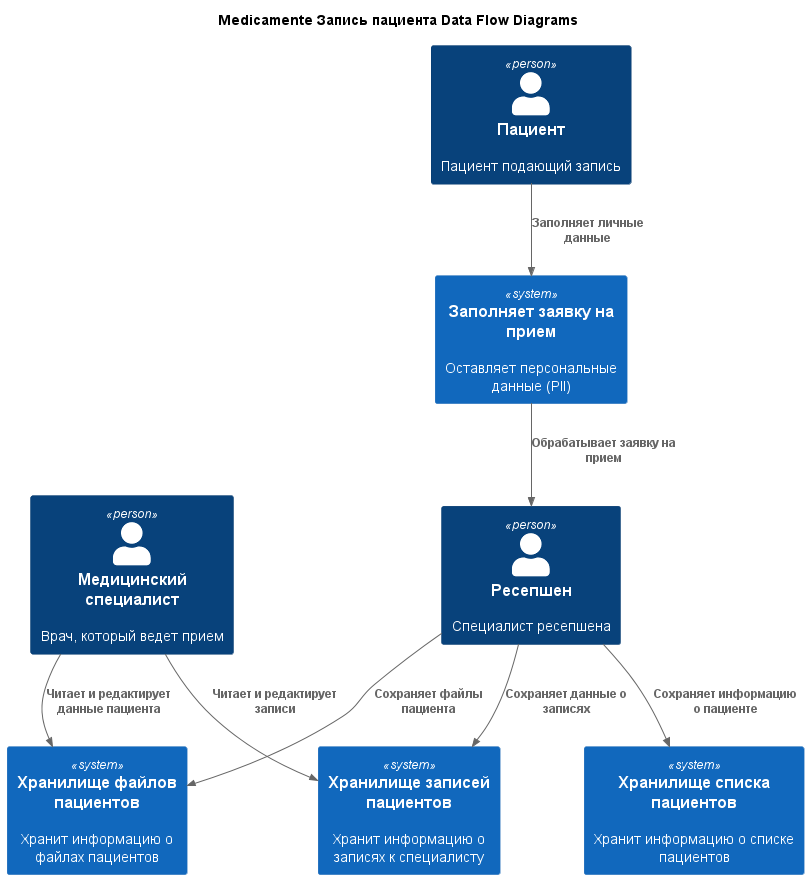 Medicamente Запись пациента Data Flow Diagrams
«person»
Пациент
Пациент подающий запись
Заполняет личные
данные
«system»
Заполняет заявку на
прием
Оставляет персональные
данные (PII)
Обрабатывает заявку на
прием
«person»
Медицинский
специалист
Врач, который ведет прием
«person»
Ресепшен
Специалист ресепшена
Читает и редактирует
данные пациента
Читает и редактирует
записи
Сохраняет файлы
пациента
Сохраняет данные о
записях
Сохраняет информацию
о пациенте
«system»
Хранилище файлов
пациентов
Хранит информацию о
файлах пациентов
«system»
Хранилище записей
пациентов
Хранит информацию о
записях к специалисту
«system»
Хранилище списка
пациентов
Хранит информацию о списке
пациентов